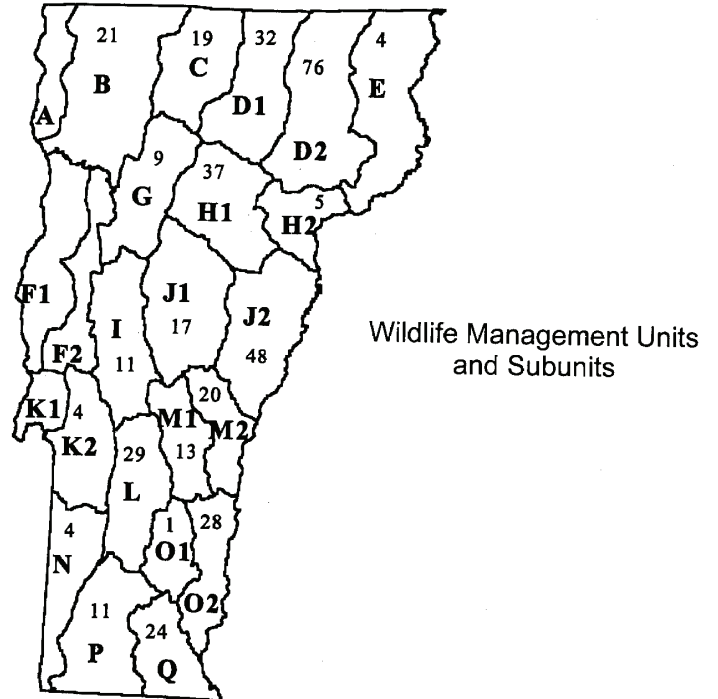 21
19
32
4
76
B
C
D1
E
A
D2
9
37
5
G
H1
H2
F1
J1
J2
I
17
Wildlife Management Units
and Subunits
F2
11
48
K1
4
M1
20
M2
K2
29
13
L
4
1
28
N
O1
11
O2
24
P
Q